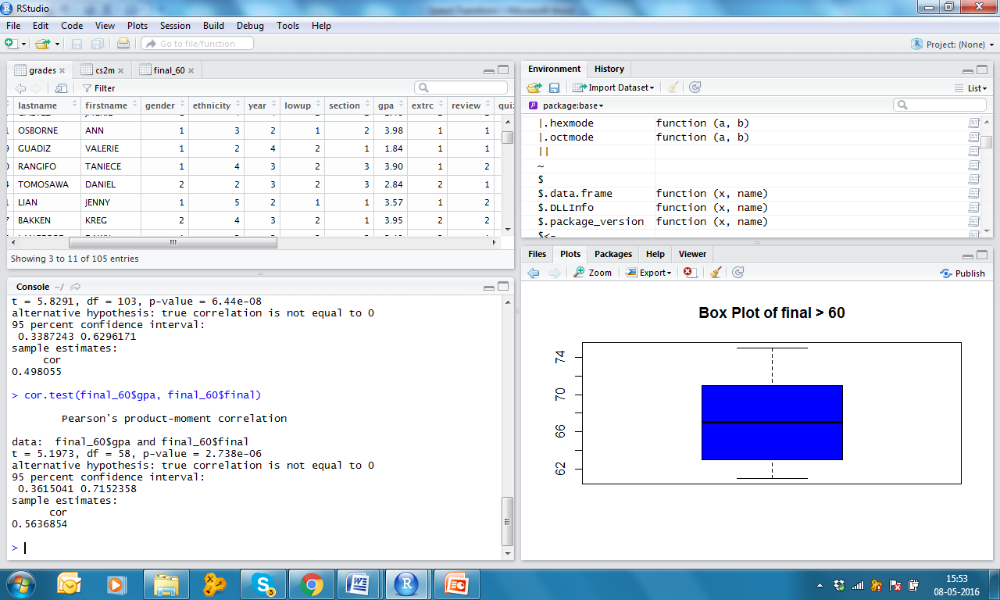 RStudio
File Edit Code View Plots Session Build Debug Tools Help
Go to file/function
Project: (None)
grades cs2m final_60
Filter
lastname firstname gender ethnicity year lowup section gpa extrc review quiz
OSBORNE ANN 1 3 2 1 2 3.98 1 1
GUADIZ VALERIE 1 2 4 2 1 1.84 1 1
RANGIFO TANIECE 1 4 3 2 3 3.90 1 2
TOMOSAWA DANIEL 2 2 3 2 3 2.84 2 1
LIAN JENNY 1 5 2 1 1 3.57 1 2
BAKKEN KREG 2 4 3 2 1 3.95 2 2
Showing 3 to 11 of 105 entries
Console ~/
t = 5.8291, df = 103, p-value = 6.44e-08
alternative hypothesis: true correlation is not equal to 0
95 percent confidence interval:
0.3387243 0.6296171
sample estimates:
cor
0.498055
> cor.test(final_60$gpa, final_60$final)
Pearson's product-moment correlation
data: final_60$gpa and final_60$final
t = 5.1973, df = 58, p-value = 2.738e-06
alternative hypothesis: true correlation is not equal to 0
95 percent confidence interval:
0.3615041 0.7152358
sample estimates:
cor
0.5636854
>
Environment History
Import Dataset
List
package:base
|.hexmode function (a, b)
|.octmode function (a, b)
||
~
$
$.data.frame function (x, name)
$.DLLInfo function (x, name)
$.package_version function (x, name)
$<-
Files Plots Packages Help Viewer
Zoom Export Publish
Box Plot of final > 60
74
70
66
62
3
15:53
08-05-2016